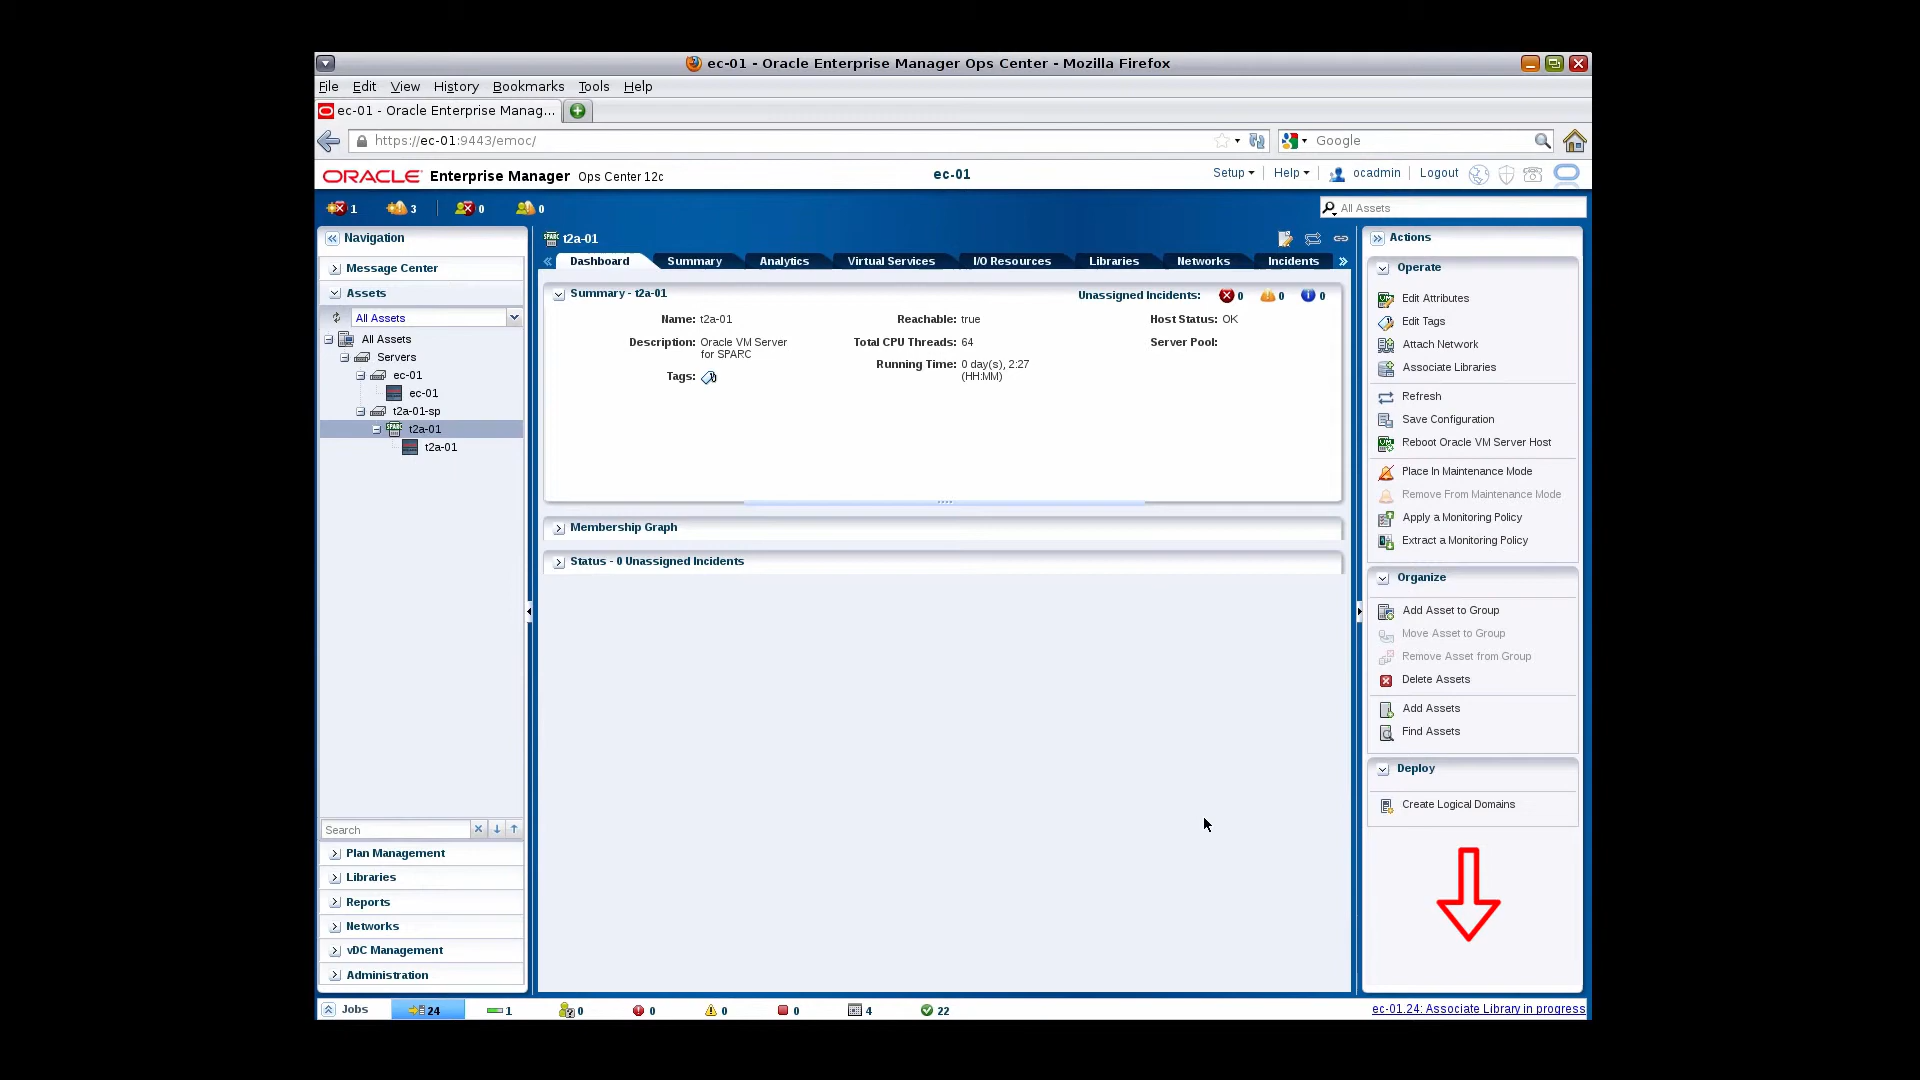 ec-01 - Oracle Enterprise Manager Ops Center - Mozilla Firefox
File Edit View History Bookmarks Tools Help
ec-01 - Oracle Enterprise Manag...
https://ec-01:9443/emoc/
Google
ORACLE Enterprise Manager Ops Center 12c
ec-01
Setup Help ocadmin Logout
1 3 0 0
All Assets
Navigation
Message Center
Assets
All Assets
All Assets
Servers
ec-01
ec-01
t2a-01-sp
SPARC t2a-01
t2a-01
Search
Plan Management
Libraries
Reports
Networks
vDC Management
Administration
SPARC t2a-01
Dashboard Summary Analytics Virtual Services I/O Resources Libraries Networks Incidents
Summary - t2a-01
Unassigned Incidents: 0 0 0
Name: t2a-01
Description: Oracle VM Server
for SPARC
Tags:
Reachable: true
Total CPU Threads: 64
Running Time: 0 day(s), 2:27
(HH:MM)
Host Status: OK
Server Pool:
Membership Graph
Status - 0 Unassigned Incidents
Actions
Operate
Edit Attributes
Edit Tags
Attach Network
Associate Libraries
Refresh
Save Configuration
Reboot Oracle VM Server Host
Place In Maintenance Mode
Remove From Maintenance Mode
Apply a Monitoring Policy
Extract a Monitoring Policy
Organize
Add Asset to Group
Move Asset to Group
Remove Asset from Group
Delete Assets
Add Assets
Find Assets
Deploy
Create Logical Domains
Jobs 24 1 0 0 0 0 4 22
ec-01.24: Associate Library in progress